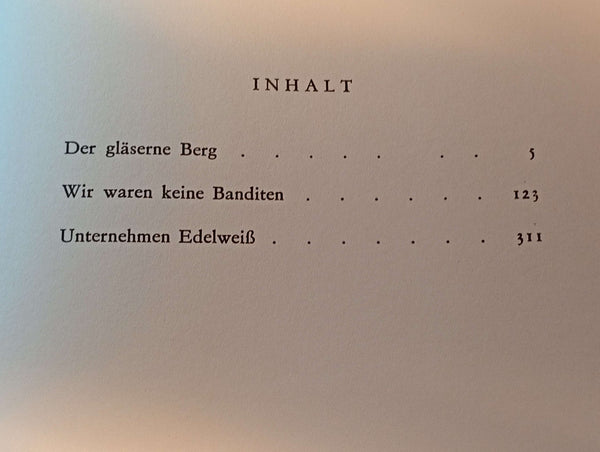 INHALT
Der gläserne Berg . . . . . . . 5
Wir waren keine Banditen . . . . . . 123
Unternehmen Edelweiß . . . . . . . 311